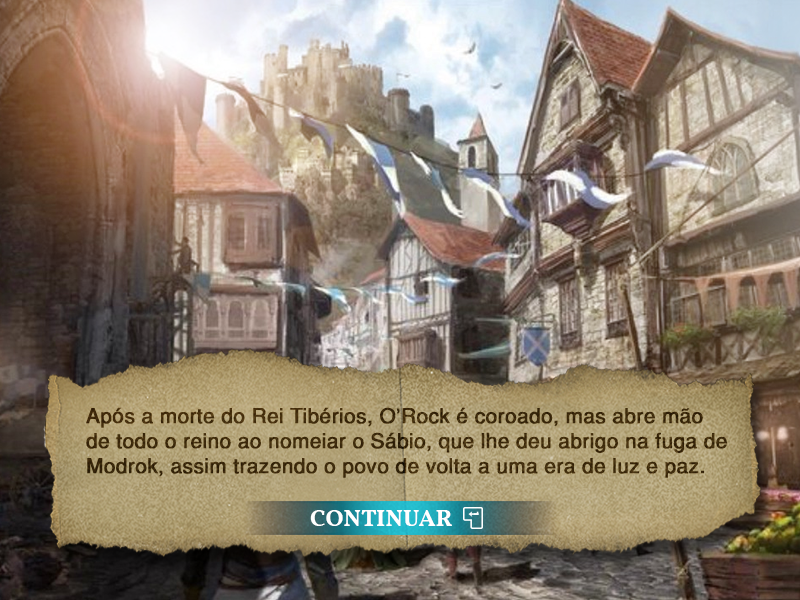 Após a morte do Rei Tibérios, O'Rock é coroado, mas abre mão
de todo o reino ao nomeiar o Sábio, que lhe deu abrigo na fuga de
Modrok, assim trazendo o povo de volta a uma era de luz e paz.
CONTINUAR